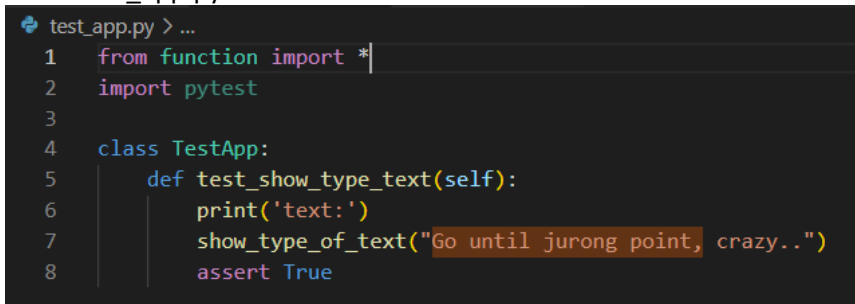 test_app.py > ...
1 from function import *
2 import pytest
3
4 class TestApp:
5     def test_show_type_text(self):
6         print('text:')
7         show_type_of_text("Go until jurong point, crazy..")
8         assert True